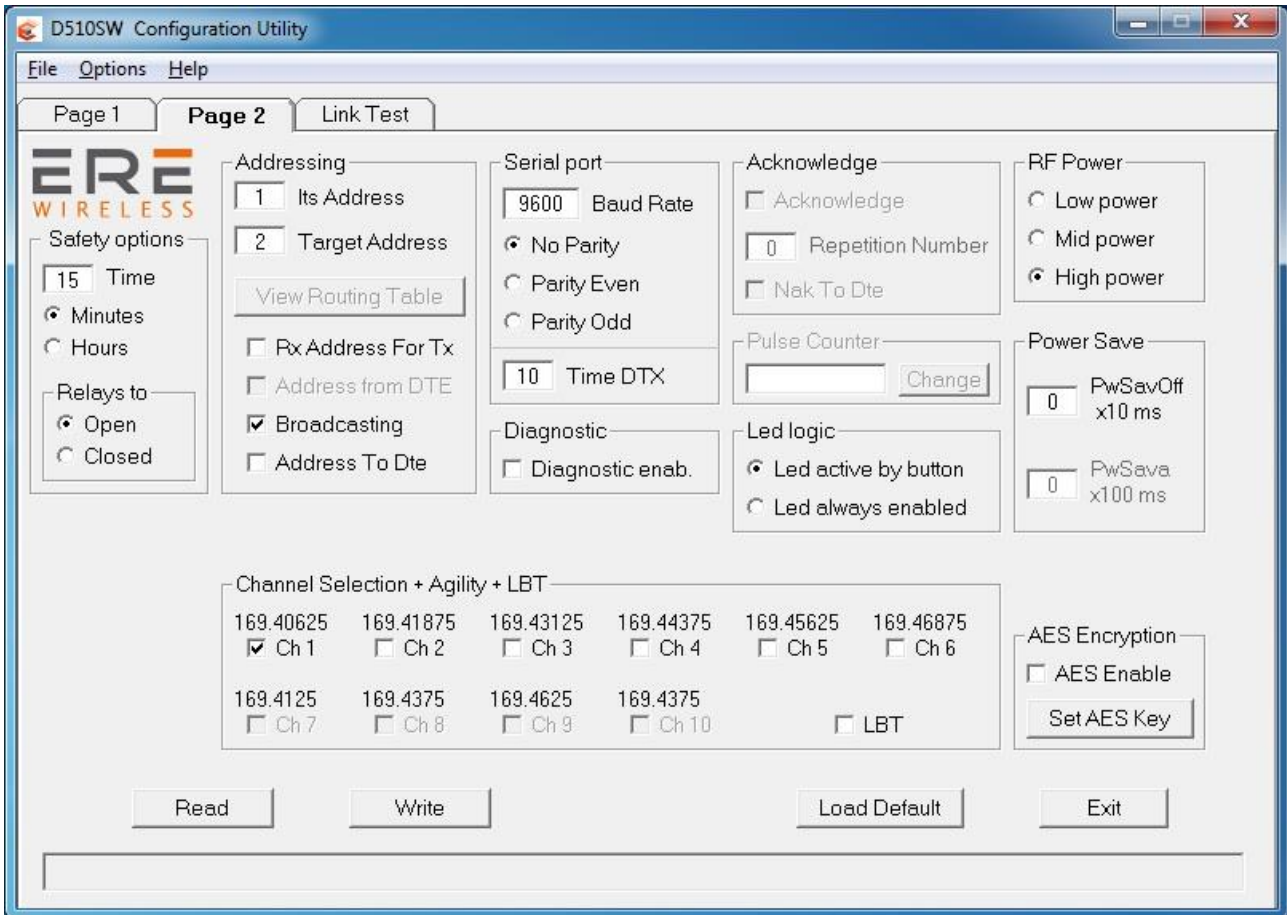 D510SW Configuration Utility
File Options Help
Page 1 Page 2 Link Test
ERE
WIRELESS
Safety options
15 Time
Minutes
Hours
Relays to
Open
Closed
Addressing
1 Its Address
2 Target Address
View Routing Table
Rx Address For Tx
Address from DTE
Broadcasting
Address To Dte
Serial port
9600 Baud Rate
No Parity
Parity Even
Parity Odd
10 Time DTX
Diagnostic
Diagnostic enab.
Acknowledge
Acknowledge
0 Repetition Number
Nak To Dte
Pulse Counter
Change
Led logic
Led active by button
Led always enabled
RF Power
Low power
Mid power
High power
Power Save
0 PwSavOff
x10 ms
0 PwSava
x100 ms
Channel Selection + Agility + LBT
169.40625 169.41875 169.43125 169.44375 169.45625 169.46875
Ch 1 Ch 2 Ch 3 Ch 4 Ch 5 Ch 6
169.4125 169.4375 169.4625 169.4375
Ch 7 Ch 8 Ch 9 Ch 10 LBT
AES Encryption
AES Enable
Set AES Key
Read Write Load Default Exit